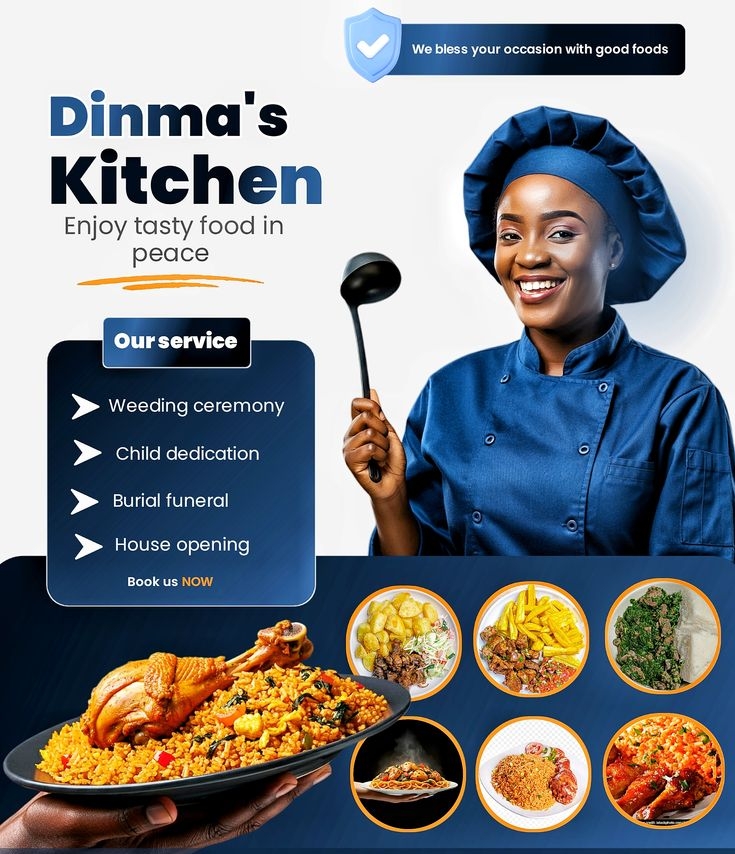 We bless your occasion with good foods
Dinma's
Kitchen
Enjoy tasty food in
peace
Our service
Weeding ceremony
Child dedication
Burial funeral
House opening
Book us NOW